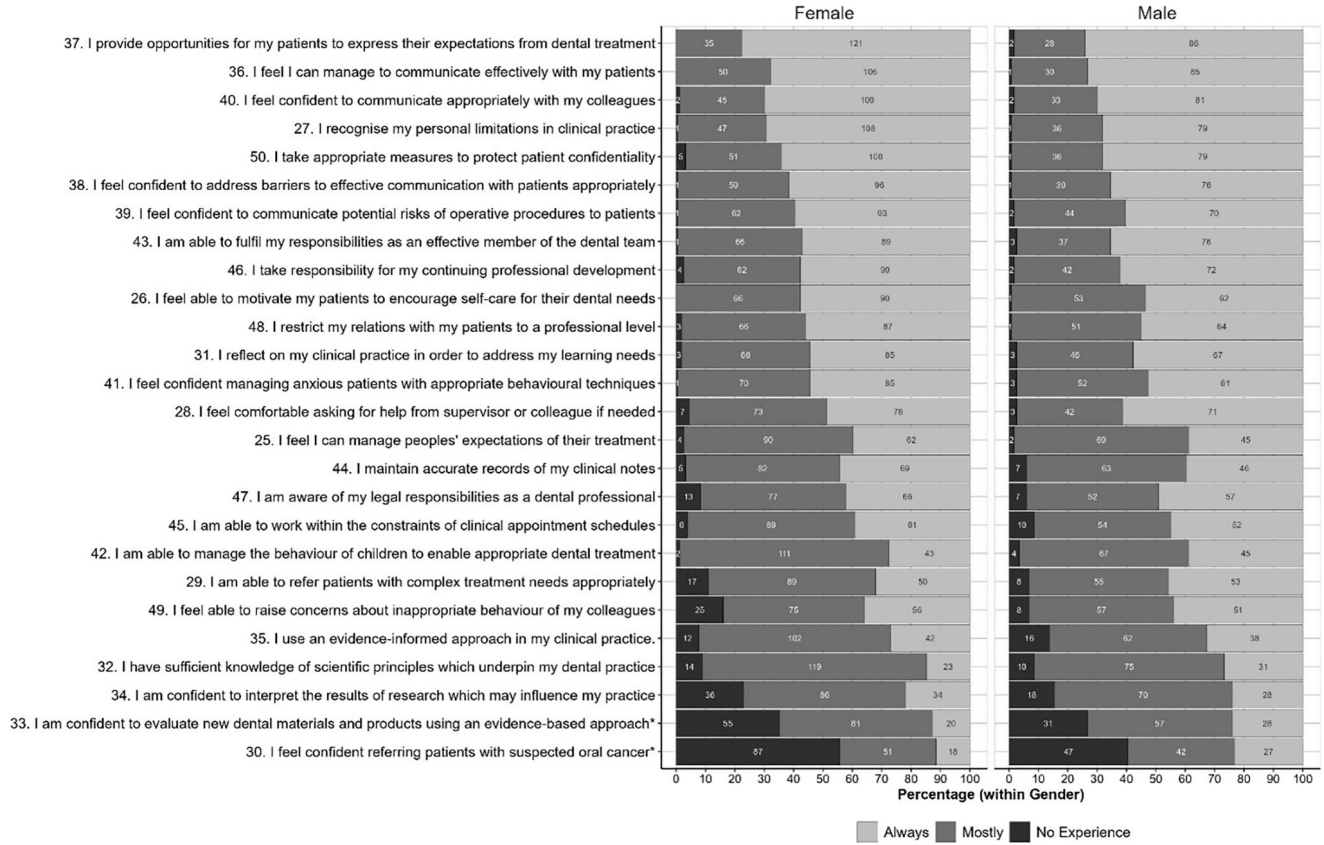 Female Male
37. I provide opportunities for my patients to express their expectations from dental treatment 35 121 2 28 86
36. I feel I can manage to communicate effectively with my patients 50 106 1 30 85
40. I feel confident to communicate appropriately with my colleagues 2 45 109 2 33 81
27. I recognise my personal limitations in clinical practice 1 47 108 1 36 79
50. I take appropriate measures to protect patient confidentiality 5 51 100 1 36 79
38. I feel confident to address barriers to effective communication with patients appropriately 1 59 96 1 39 76
39. I feel confident to communicate potential risks of operative procedures to patients 1 62 93 2 44 70
43. I am able to fulfil my responsibilities as an effective member of the dental team 1 66 89 3 37 76
46. I take responsibility for my continuing professional development 4 62 90 2 42 72
26. I feel able to motivate my patients to encourage self-care for their dental needs 66 90 1 53 62
48. I restrict my relations with my patients to a professional level 3 66 87 1 51 64
31. I reflect on my clinical practice in order to address my learning needs 3 68 85 3 46 67
41. I feel confident managing anxious patients with appropriate behavioural techniques 1 70 85 3 52 61
28. I feel comfortable asking for help from supervisor or colleague if needed 7 73 76 3 42 71
25. I feel I can manage peoples' expectations of their treatment 4 90 62 2 69 45
44. I maintain accurate records of my clinical notes 5 82 69 7 63 46
47. I am aware of my legal responsibilities as a dental professional 13 77 66 7 52 57
45. I am able to work within the constraints of clinical appointment schedules 6 89 61 10 54 52
42. I am able to manage the behaviour of children to enable appropriate dental treatment 2 111 43 4 67 45
29. I am able to refer patients with complex treatment needs appropriately 17 89 50 8 55 53
49. I feel able to raise concerns about inappropriate behaviour of my colleagues 25 75 56 8 57 51
35. I use an evidence-informed approach in my clinical practice. 12 102 42 16 62 38
32. I have sufficient knowledge of scientific principles which underpin my dental practice 14 119 23 10 75 31
34. I am confident to interpret the results of research which may influence my practice 36 86 34 18 70 28
33. I am confident to evaluate new dental materials and products using an evidence-based approach* 55 81 20 31 57 28
30. I feel confident referring patients with suspected oral cancer* 87 51 18 47 42 27
0 10 20 30 40 50 60 70 80 90 100 0 10 20 30 40 50 60 70 80 90 100
Percentage (within Gender)
Always Mostly No Experience